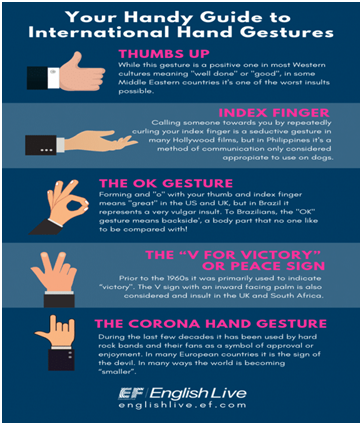 Your Handy Guide to
International Hand Gestures
THUMBS UP
While this gesture is a positive one in most Western
cultures meaning "well done" or "good", in some
Middle Eastern countries it's one of the worst insults
possible.
INDEX FINGER
Calling someone towards you by repeatedly
curling your index finger is a seductive gesture in
many Hollywood films, but in Philippines it's a
method of communication only considered
appropiate to use on dogs.
THE OK GESTURE
Forming and "o" with your thumb and index finger
means "great" in the US and UK, but in Brazil it
represents a very vulgar insult. To Brazilians, the "OK"
gesture means backside', a body part that no one like
to be compared with!
THE "V FOR VICTORY"
OR PEACE SIGN
Prior to the 1960s it was primarily used to indicate
"victory". The V sign with an inward facing palm is also
considered and insult in the UK and South Africa.
THE CORONA HAND GESTURE
During the last few decades it has been used by hard
rock bands and their fans as a symbol of approval or
enjoyment. In many European countries it is the sign of
the devil. In many ways the world is becoming
"smaller".
EF English Live
englishlive.ef.com